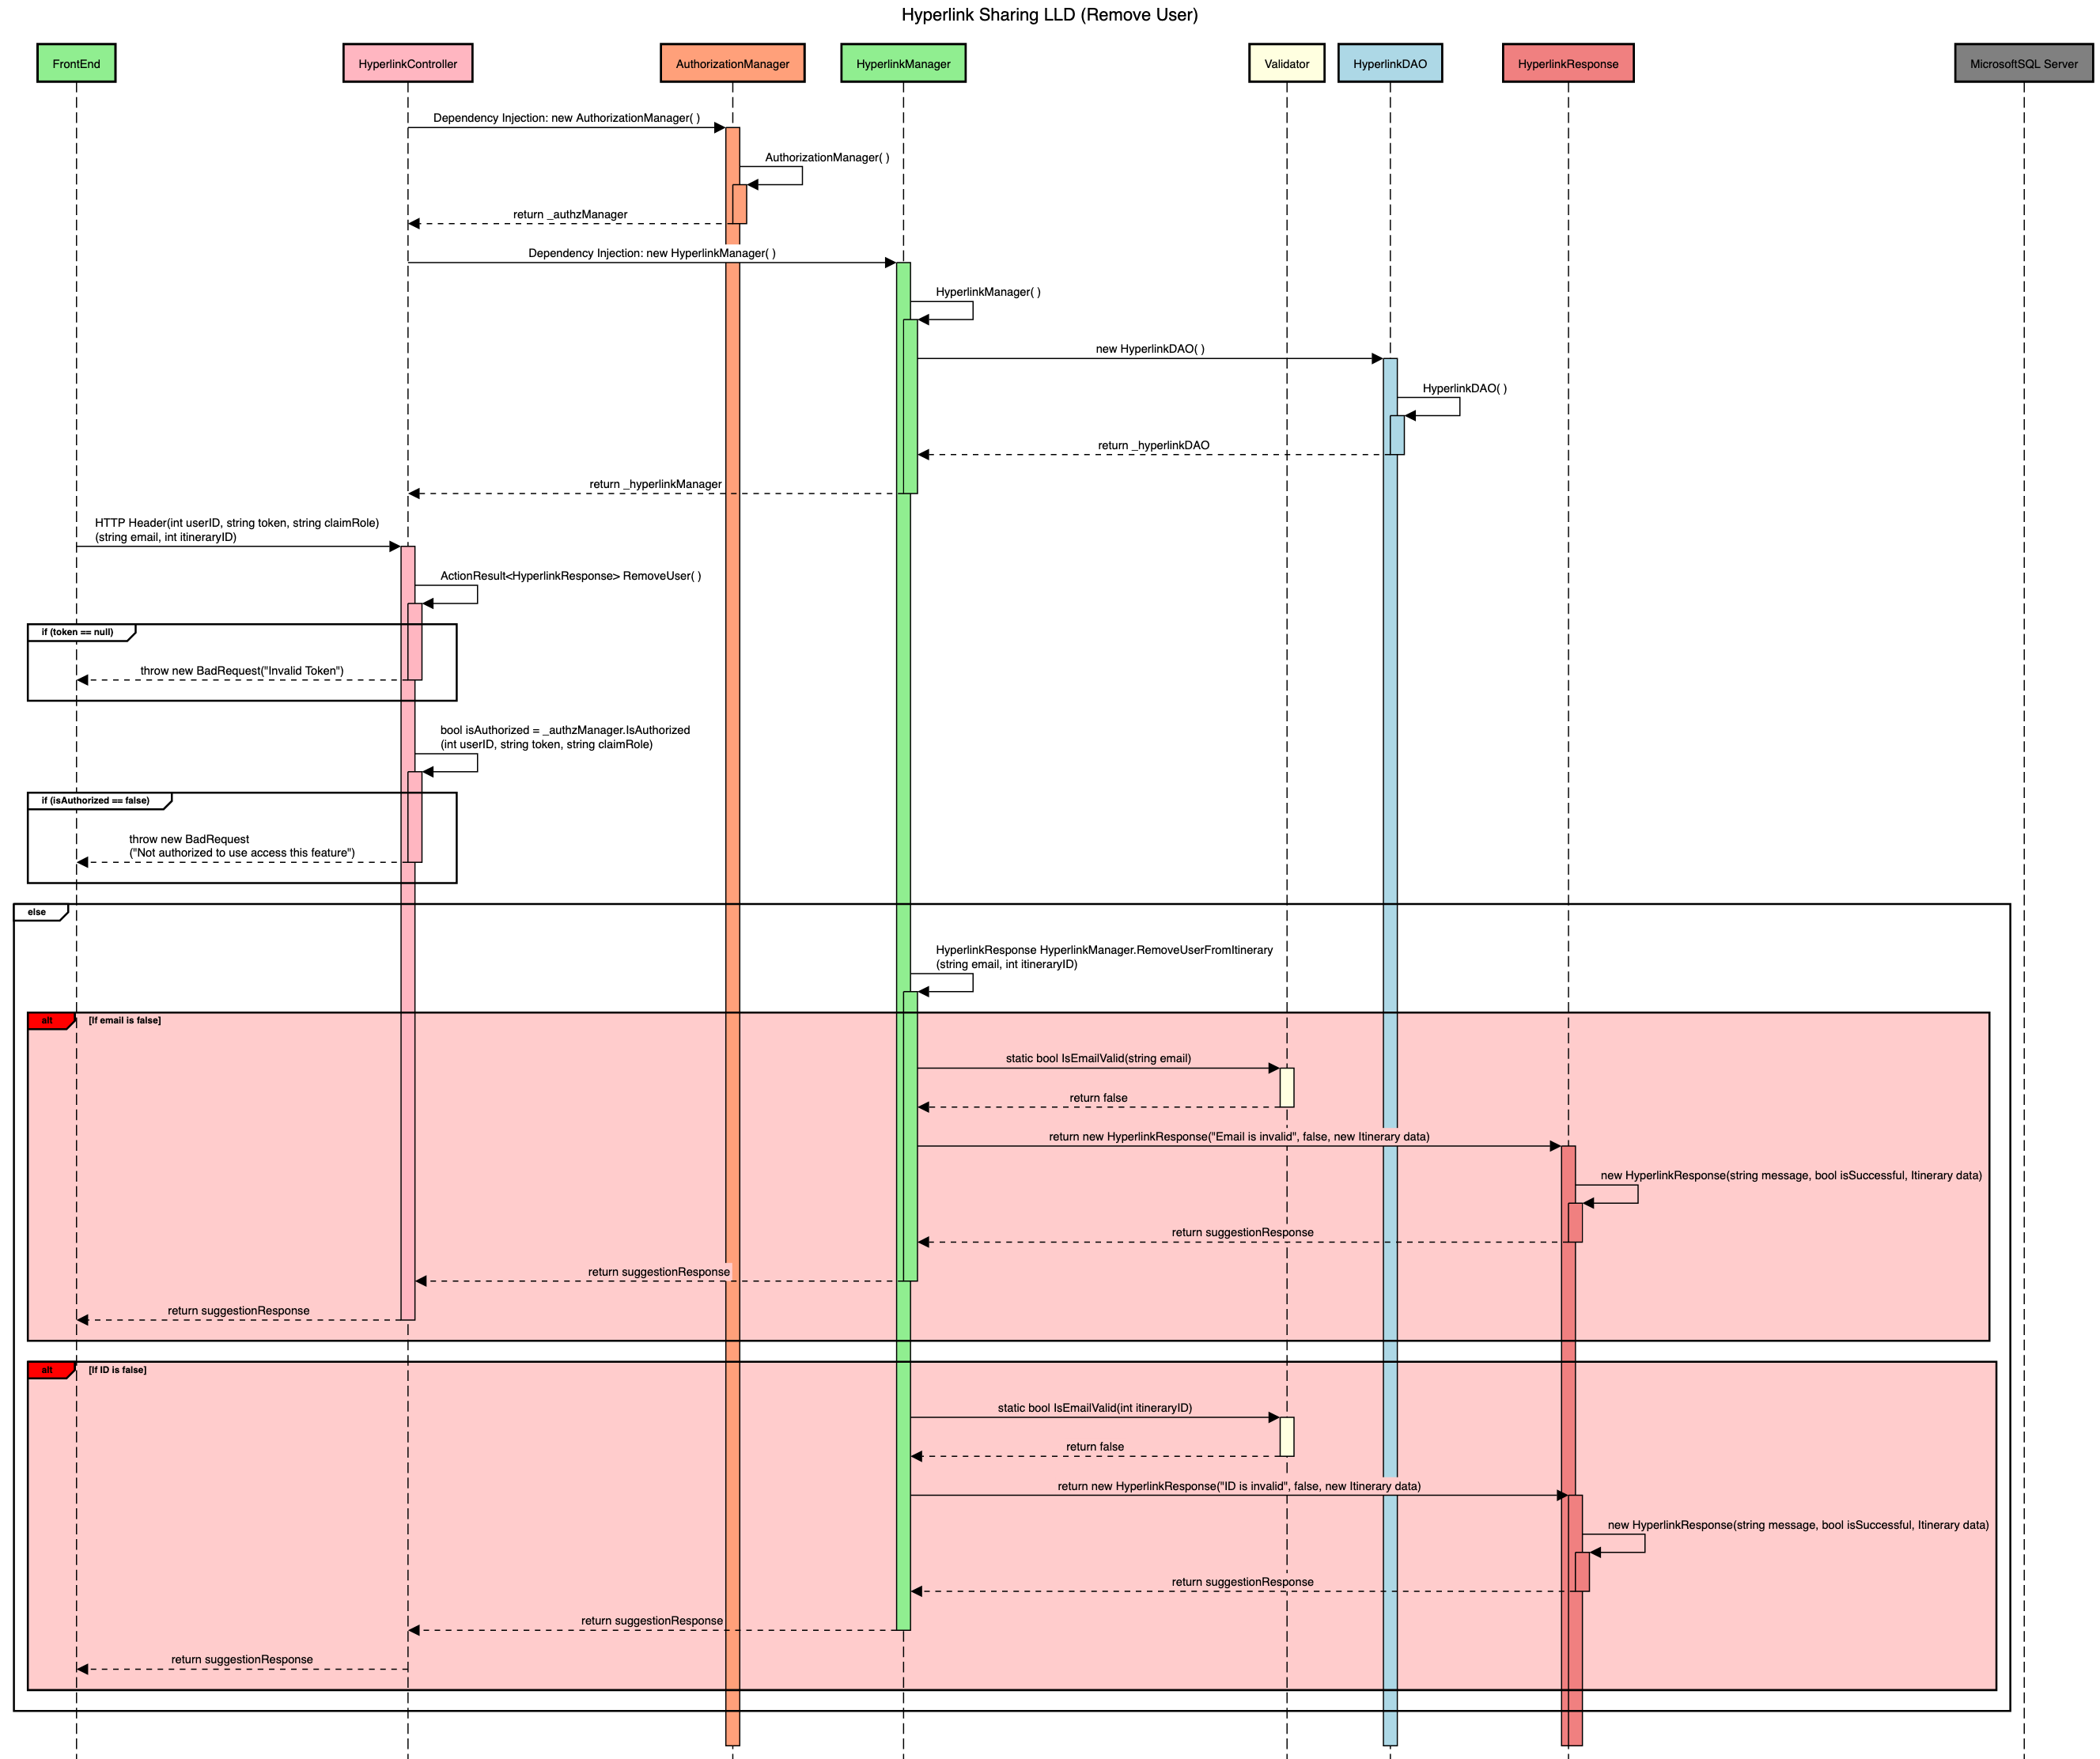 Hyperlink Sharing LLD (Remove User)
FrontEnd
HyperlinkController
AuthorizationManager
HyperlinkManager
Validator
HyperlinkDAO
HyperlinkResponse
MicrosoftSQL Server
Dependency Injection: new AuthorizationManager( )
AuthorizationManager( )
return _authzManager
Dependency Injection: new HyperlinkManager( )
HyperlinkManager( )
new HyperlinkDAO( )
HyperlinkDAO( )
return _hyperlinkDAO
return _hyperlinkManager
HTTP Header(int userID, string token, string claimRole)
(string email, int itineraryID)
ActionResult<HyperlinkResponse> RemoveUser( )
if (token == null)
throw new BadRequest("Invalid Token")
bool isAuthorized = _authzManager.IsAuthorized
(int userID, string token, string claimRole)
if (isAuthorized == false)
throw new BadRequest
("Not authorized to use access this feature")
else
HyperlinkResponse HyperlinkManager.RemoveUserFromItinerary
(string email, int itineraryID)
alt [If email is false]
static bool IsEmailValid(string email)
return false
return new HyperlinkResponse("Email is invalid", false, new Itinerary data)
new HyperlinkResponse(string message, bool isSuccessful, Itinerary data)
return suggestionResponse
return suggestionResponse
return suggestionResponse
alt [If ID is false]
static bool IsEmailValid(int itineraryID)
return false
return new HyperlinkResponse("ID is invalid", false, new Itinerary data)
new HyperlinkResponse(string message, bool isSuccessful, Itinerary data)
return suggestionResponse
return suggestionResponse
return suggestionResponse